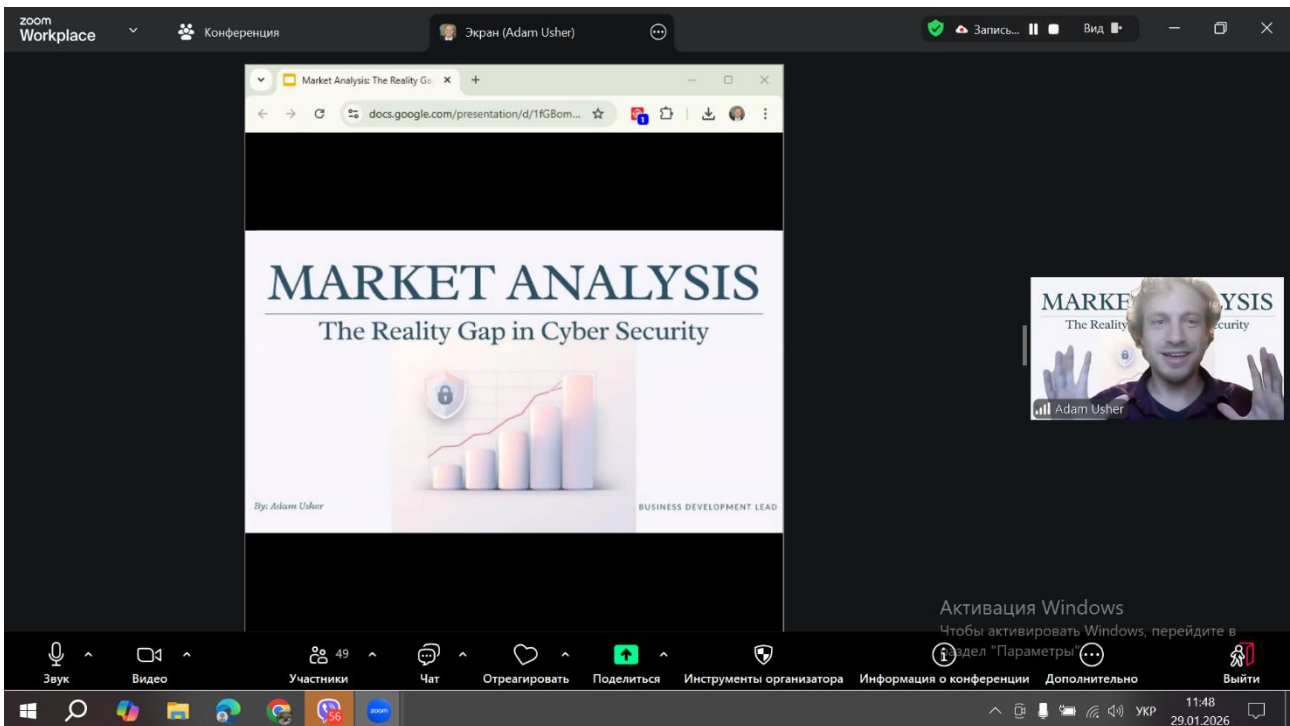 zoom
Workplace
Конференция
Экран (Adam Usher)
Запись...
Вид
Market Analysis: The Reality Ga
docs.google.com/presentation/d/1fGBom...
1
MARKET ANALYSIS
The Reality Gap in Cyber Security
By: Adam Usher
BUSINESS DEVELOPMENT LEAD
MARKE YSIS
The Reality curity
Adam Usher
Активация Windows
Чтобы активировать Windows, перейдите в
раздел "Параметры"
49
Звук
Видео
Участники
Чат
Отреагировать
Поделиться
Инструменты организатора
Информация о конференции
Дополнительно
Выйти
56
zoom
УКР
11:48
29.01.2026